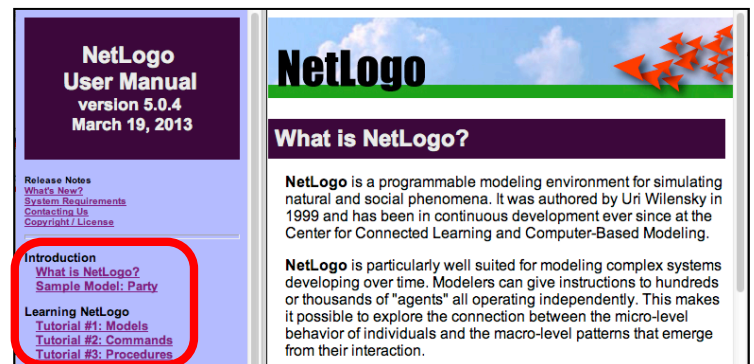 NetLogo
User Manual
version 5.0.4
March 19, 2013
Release Notes
What's New?
System Requirements
Contacting Us
Copyright / License
Introduction
What is NetLogo?
Sample Model: Party
Learning NetLogo
Tutorial #1: Models
Tutorial #2: Commands
Tutorial #3: Procedures
NetLogo
What is NetLogo?
NetLogo is a programmable modeling environment for simulating
natural and social phenomena. It was authored by Uri Wilensky in
1999 and has been in continuous development ever since at the
Center for Connected Learning and Computer-Based Modeling.
NetLogo is particularly well suited for modeling complex systems
developing over time. Modelers can give instructions to hundreds
or thousands of "agents" all operating independently. This makes
it possible to explore the connection between the micro-level
behavior of individuals and the macro-level patterns that emerge
from their interaction.